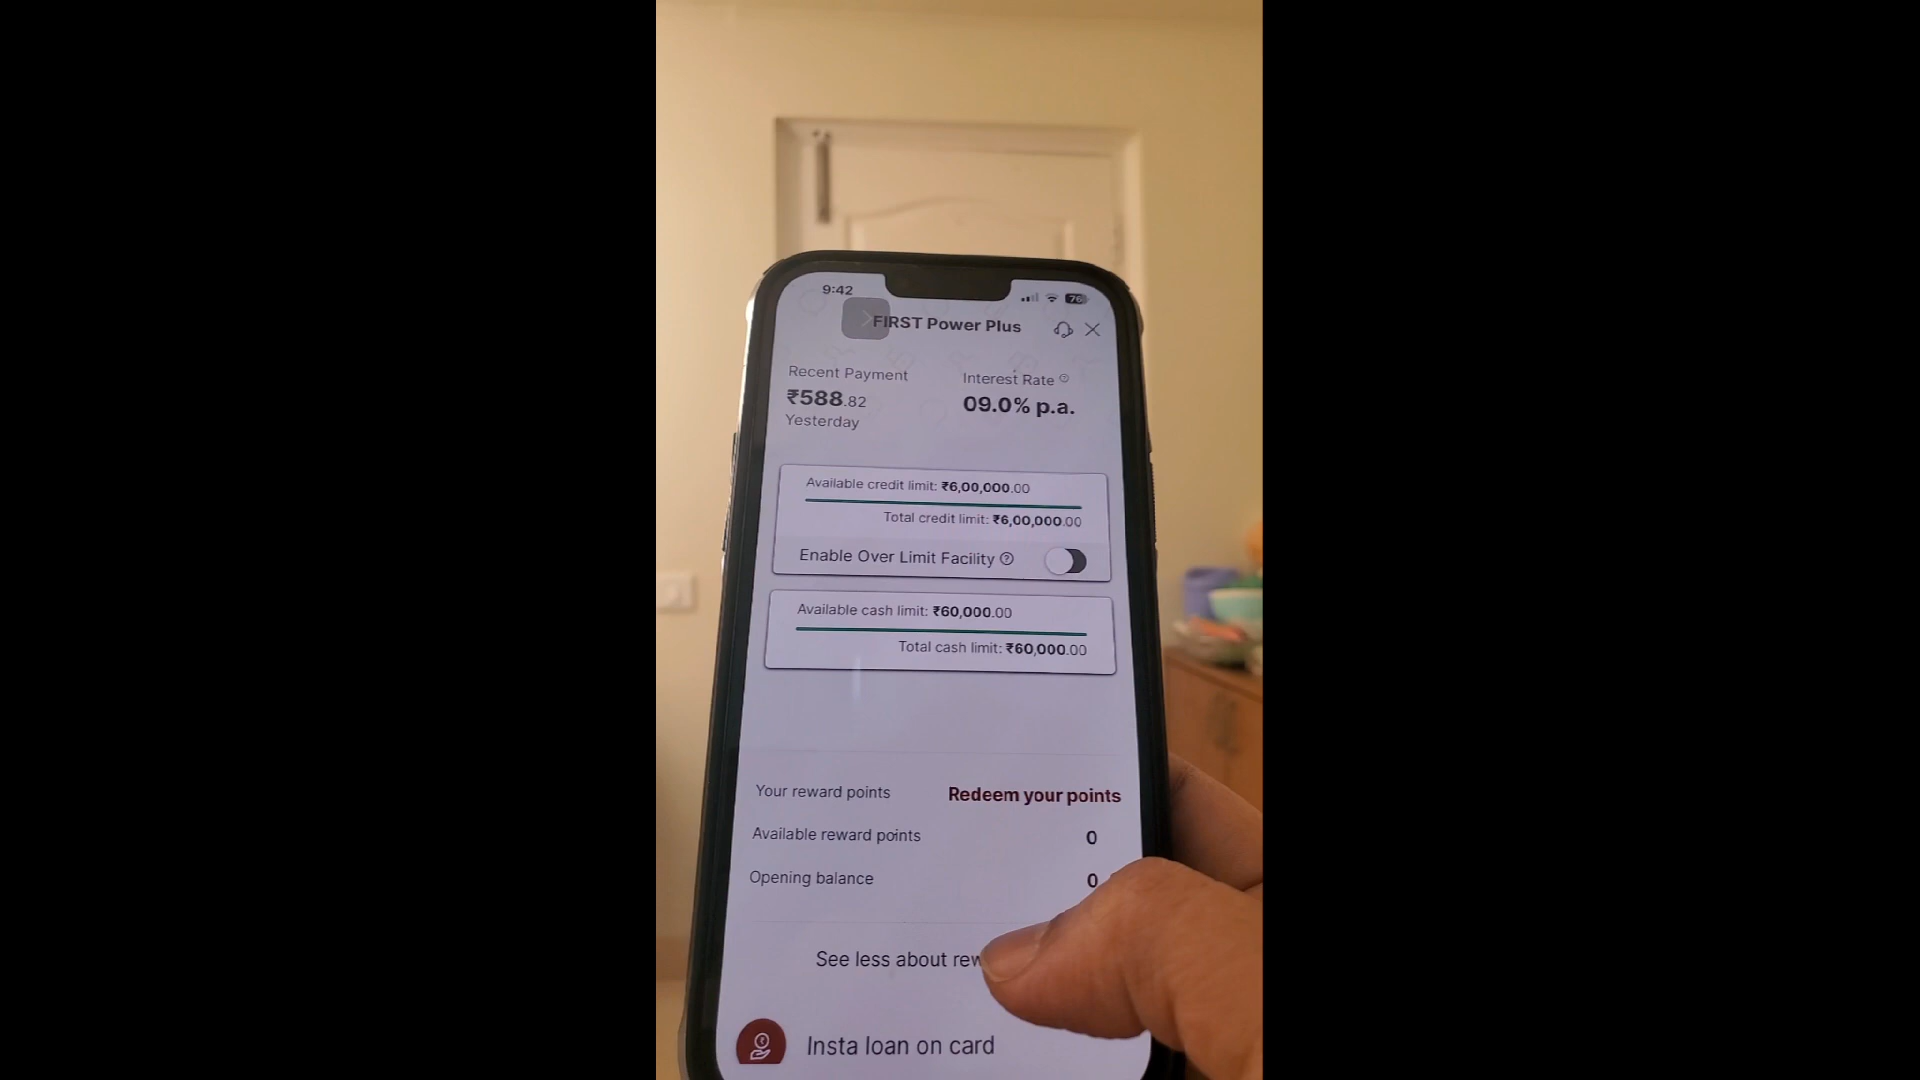 9:42
76
FIRST Power Plus
Recent Payment
₹588.82
Yesterday
Interest Rate
09.0% p.a.
Available credit limit: ₹6,00,000.00
Total credit limit: ₹6,00,000.00
Enable Over Limit Facility
Available cash limit: ₹60,000.00
Total cash limit: ₹60,000.00
Your reward points
Redeem your points
Available reward points
0
Opening balance
0
See less about rew
Insta loan on card